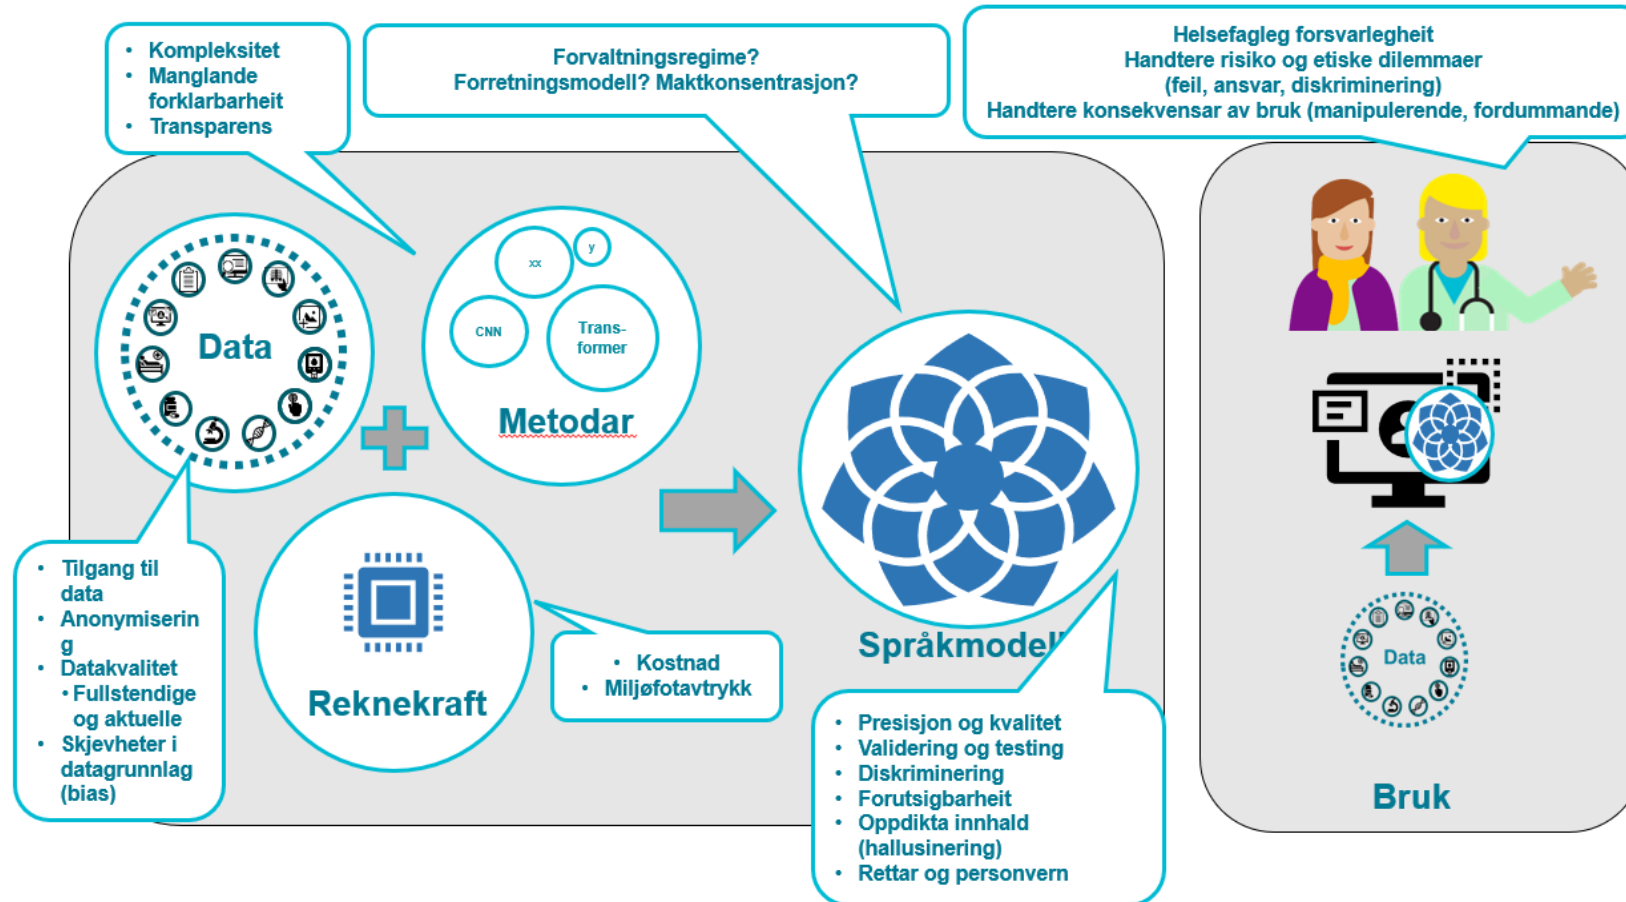 Kompleksitet
Manglande
forklarbarheit
Transparens
Forvaltningsregime?
Forretningsmodell? Maktkonsentrasjon?
Helsefagleg forsvarlegheit
Handtere risiko og etiske dilemmaer
(feil, ansvar, diskriminering)
Handtere konsekvensar av bruk (manipulerende, fordummande)
Data
xx
y
CNN
Trans-
former
Metodar
Reknekraft
Språkmodell
Tilgang til
data
Anonymiserin
g
Datakvalitet
Fullstendige
og aktuelle
Skjevheter i
datagrunnlag
(bias)
Kostnad
Miljøfotavtrykk
Presisjon og kvalitet
Validering og testing
Diskriminering
Forutsigbarheit
Oppdikta innhald
(hallusinering)
Rettar og personvern
Data
Bruk